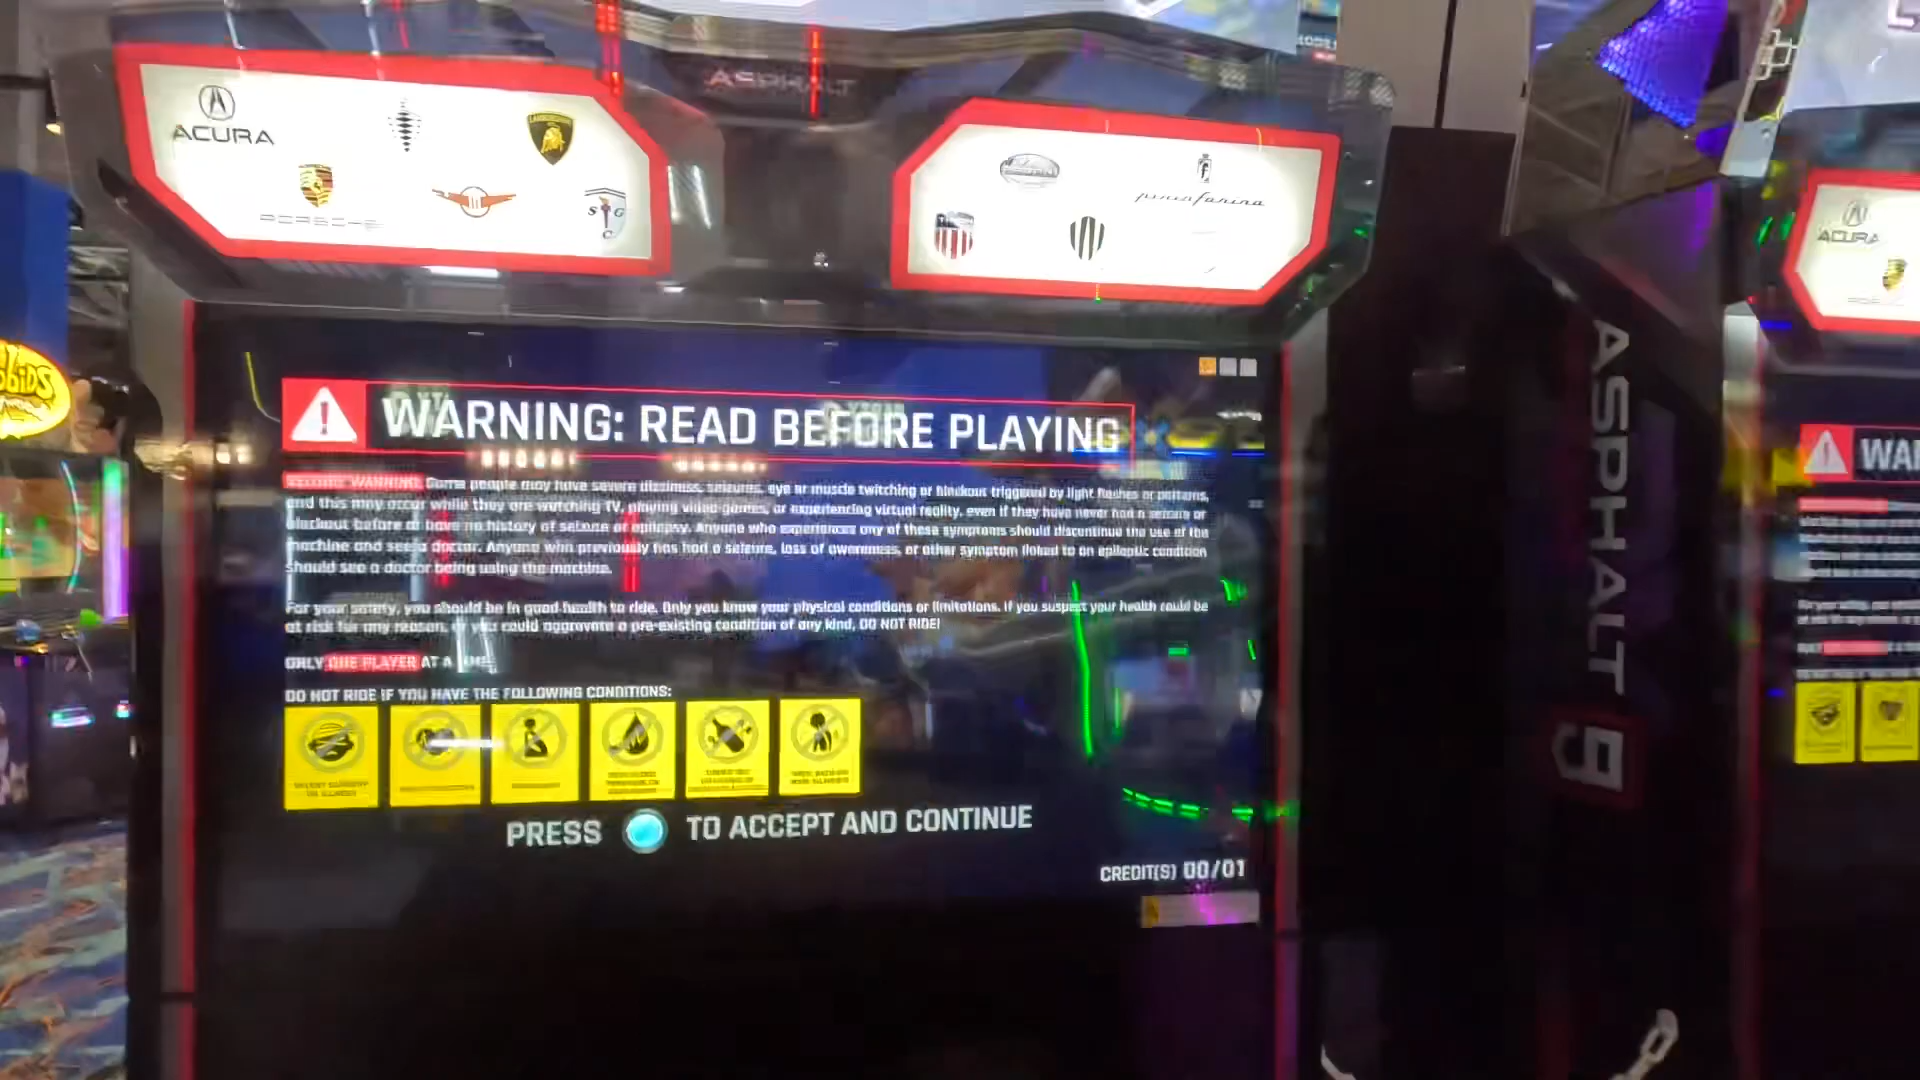 ASPHALT
ACURA
LAMBORGHINI
PORSCHE
S G
C
pininfarina
ACURA
WARNING: READ BEFORE PLAYING
SEIZURE WARNING! Some people may have severe dizziness, seizures, eye or muscle twitching or blackout triggered by light flashes or patterns,
and this may occur while they are watching TV, playing video games, or experiencing virtual reality, even if they have never had a seizure or
blackout before or have no history of seizure or epilepsy. Anyone who experiences any of these symptoms should discontinue the use of the
machine and see a doctor. Anyone who previously has had a seizure, loss of awareness, or other symptom linked to an epileptic condition
should see a doctor being using the machine.
For your safety, you should be in good health to ride. Only you know your physical conditions or limitations. If you suspect your health could be
at risk for any reason, or you could aggravate a pre-existing condition of any kind, DO NOT RIDE!
ONLY ONE PLAYER AT A TIME.
DO NOT RIDE IF YOU HAVE THE FOLLOWING CONDITIONS:
PRESS TO ACCEPT AND CONTINUE
CREDIT(S) 00/01
ASPHALT 9
WAR